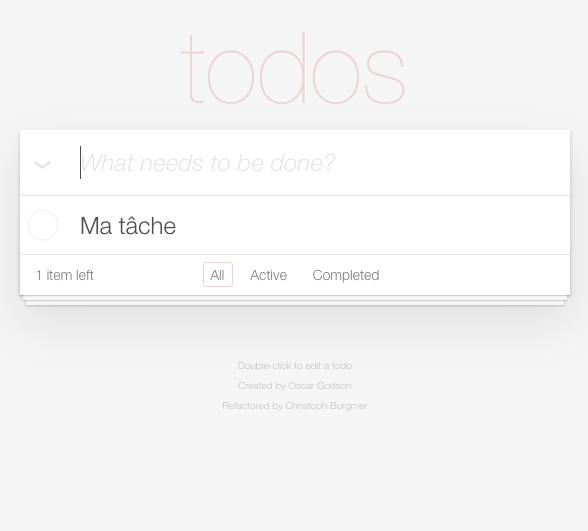 todos
What needs to be done?
Ma tâche
1 item left All Active Completed
Double-click to edit a todo
Created by Oscar Godson
Refactored by Christoph Burgmer